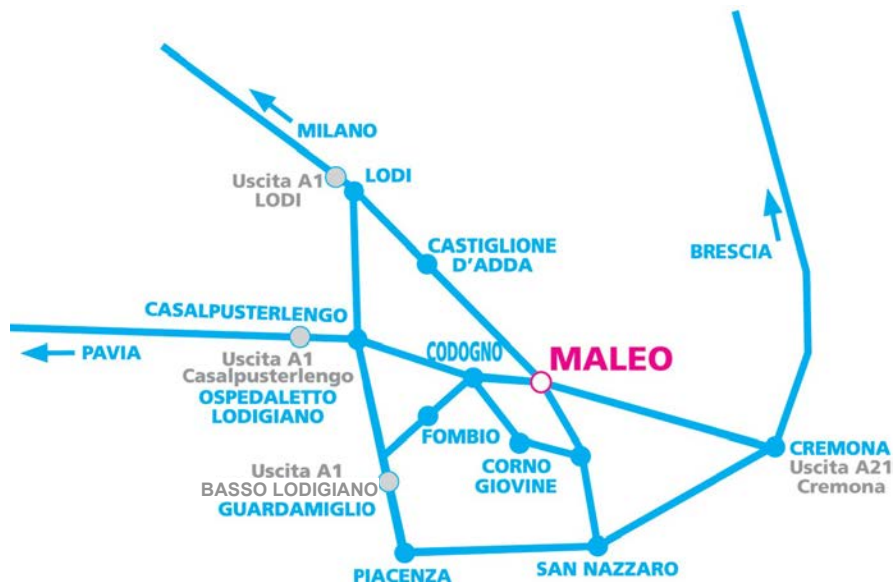 MILANO
Uscita A1
LODI
LODI
CASTIGLIONE
D'ADDA
BRESCIA
CASALPUSTERLENGO
PAVIA
Uscita A1
Casalpusterlengo
OSPEDALETTO
LODIGIANO
CODOGNO
MALEO
FOMBIO
CORNO
GIOVINE
CREMONA
Uscita A21
Cremona
Uscita A1
BASSO LODIGIANO
GUARDAMIGLIO
PIACENZA
SAN NAZZARO